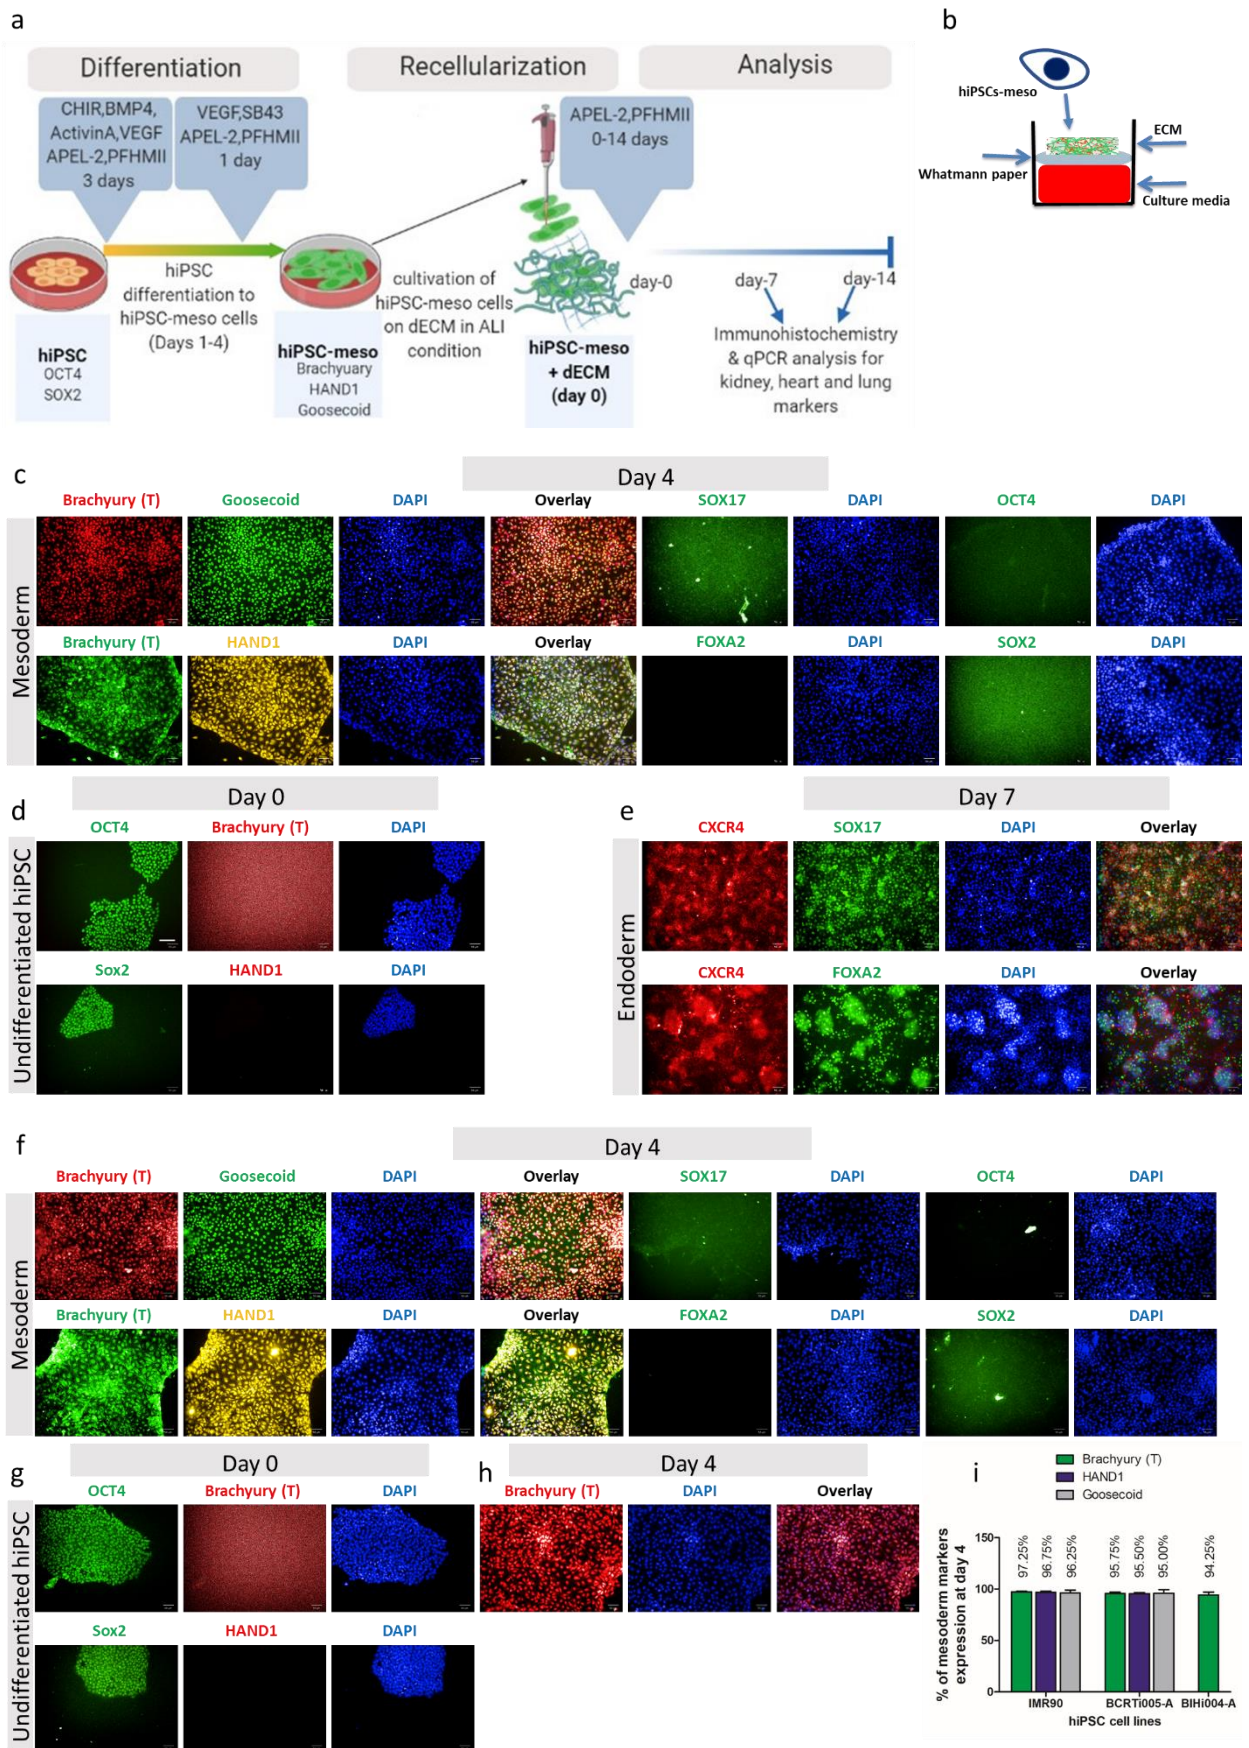 a
Differentiation
Recellularization
Analysis
CHIR,BMP4,
ActivinA,VEGF
APEL-2,PFHMII
3 days
VEGF,SB43
APEL-2,PFHMII
1 day
APEL-2,PFHMII
0-14 days
hiPSC
differentiation to
hiPSC-meso cells
(Days 1-4)
cultivation of
hiPSC-meso cells
on dECM in ALI
condition
day-0
day-7
day-14
hiPSC
OCT4
SOX2
hiPSC-meso
Brachyuary
HAND1
Goosecoid
hiPSC-meso
+ dECM
(day 0)
Immunohistochemistry
& qPCR analysis for
kidney, heart and lung
markers
b
hiPSCs-meso
ECM
Whatmann paper
Culture media
c
Day 4
Mesoderm
Brachyury (T) Goosecoid DAPI Overlay SOX17 DAPI OCT4 DAPI
Brachyury (T) HAND1 DAPI Overlay FOXA2 DAPI SOX2 DAPI
d
Day 0
Undifferentiated hiPSC
OCT4 Brachyury (T) DAPI
Sox2 HAND1 DAPI
e
Day 7
Endoderm
CXCR4 SOX17 DAPI Overlay
CXCR4 FOXA2 DAPI Overlay
f
Day 4
Mesoderm
Brachyury (T) Goosecoid DAPI Overlay SOX17 DAPI OCT4 DAPI
Brachyury (T) HAND1 DAPI Overlay FOXA2 DAPI SOX2 DAPI
g
Day 0
Undifferentiated hiPSC
OCT4 Brachyury (T) DAPI
Sox2 HAND1 DAPI
h
Day 4
Brachyury (T) DAPI Overlay
i
Brachyury (T)
HAND1
Goosecoid
% of mesoderm markers
expression at day 4
150
100
50
0
97.25%
96.75%
96.25%
95.75%
95.50%
95.00%
94.25%
IMR90 BCRTi005-A BIHi004-A
hiPSC cell lines